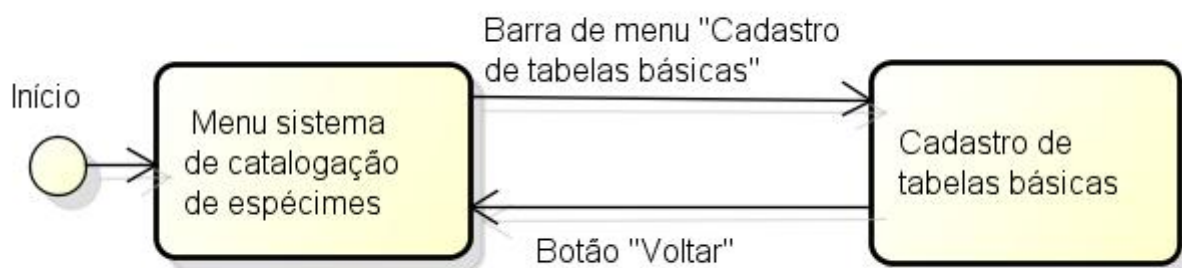 Início
Menu sistema
de catalogação
de espécimes
Barra de menu "Cadastro
de tabelas básicas"
Cadastro de
tabelas básicas
Botão "Voltar"